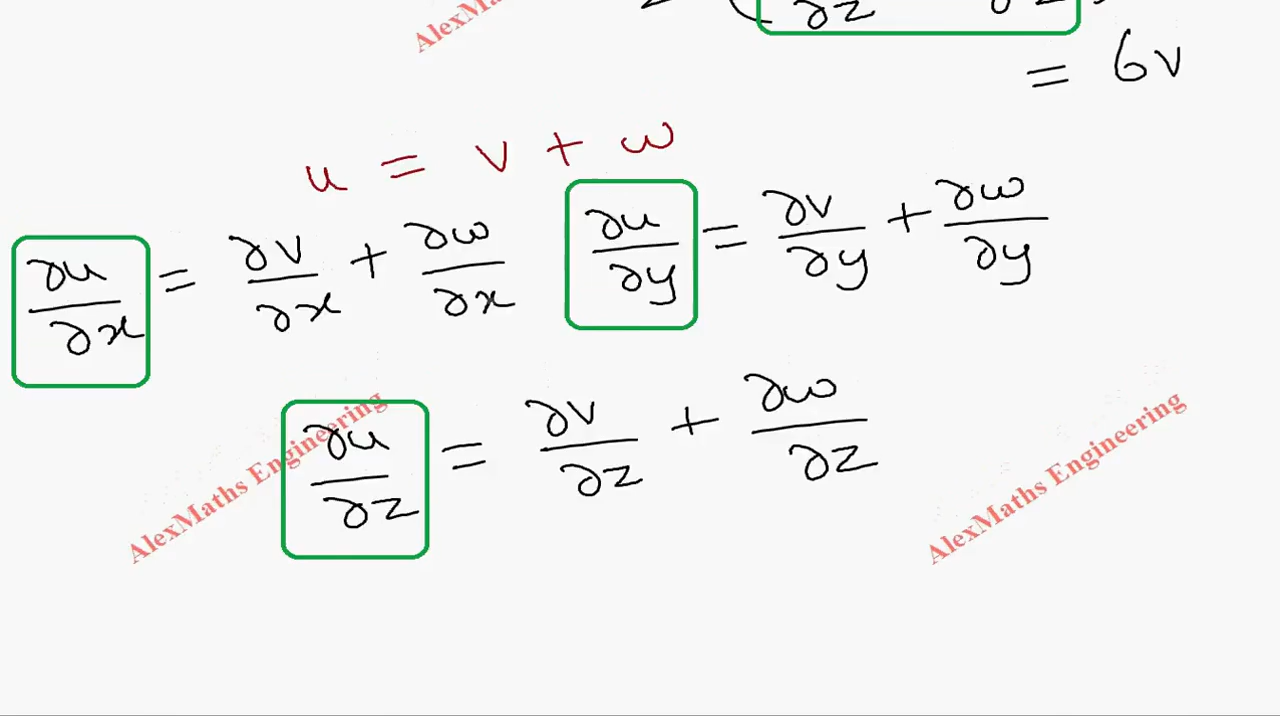 ∂z
= 6v
u = v + w
∂u/∂x = ∂v/∂x + ∂w/∂x
∂u/∂y = ∂v/∂y + ∂w/∂y
∂u/∂z = ∂v/∂z + ∂w/∂z
AlexMaths Engineering
AlexMaths Engineering